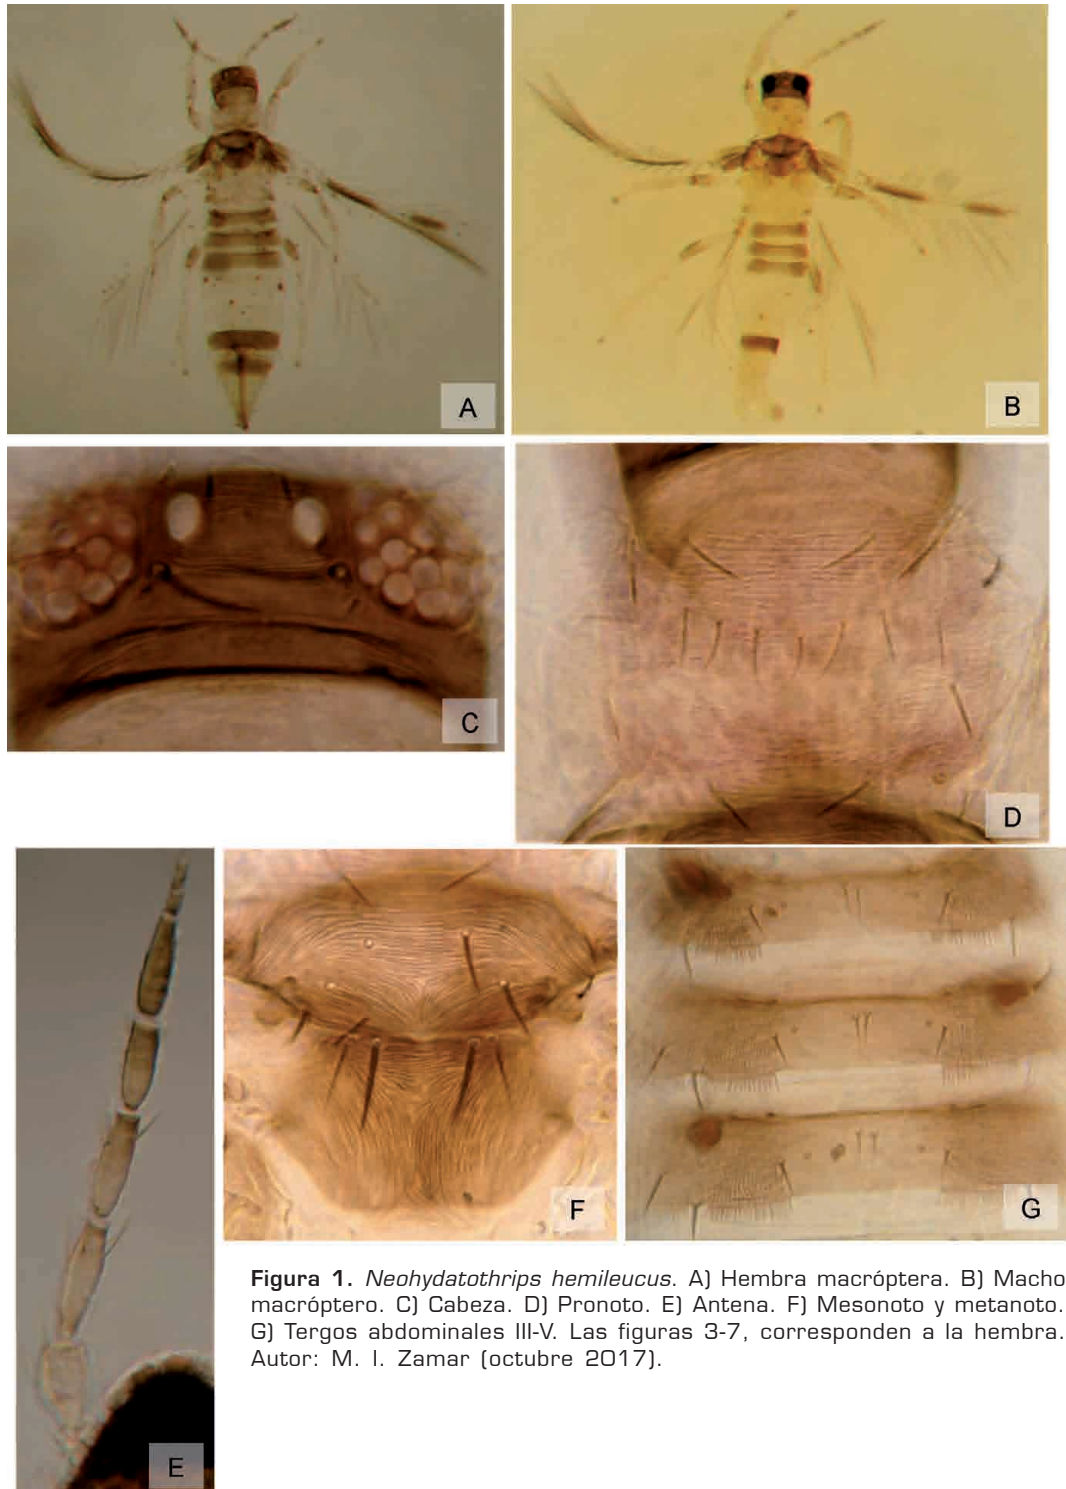 A
B
C
D
E
F
G
Figura 1. Neohydatothrips hemileucus. A) Hembra macróptera. B) Macho
macróptero. C) Cabeza. D) Pronoto. E) Antena. F) Mesonoto y metanoto.
G) Tergos abdominales III-V. Las figuras 3-7, corresponden a la hembra.
Autor: M. I. Zamar (octubre 2017).